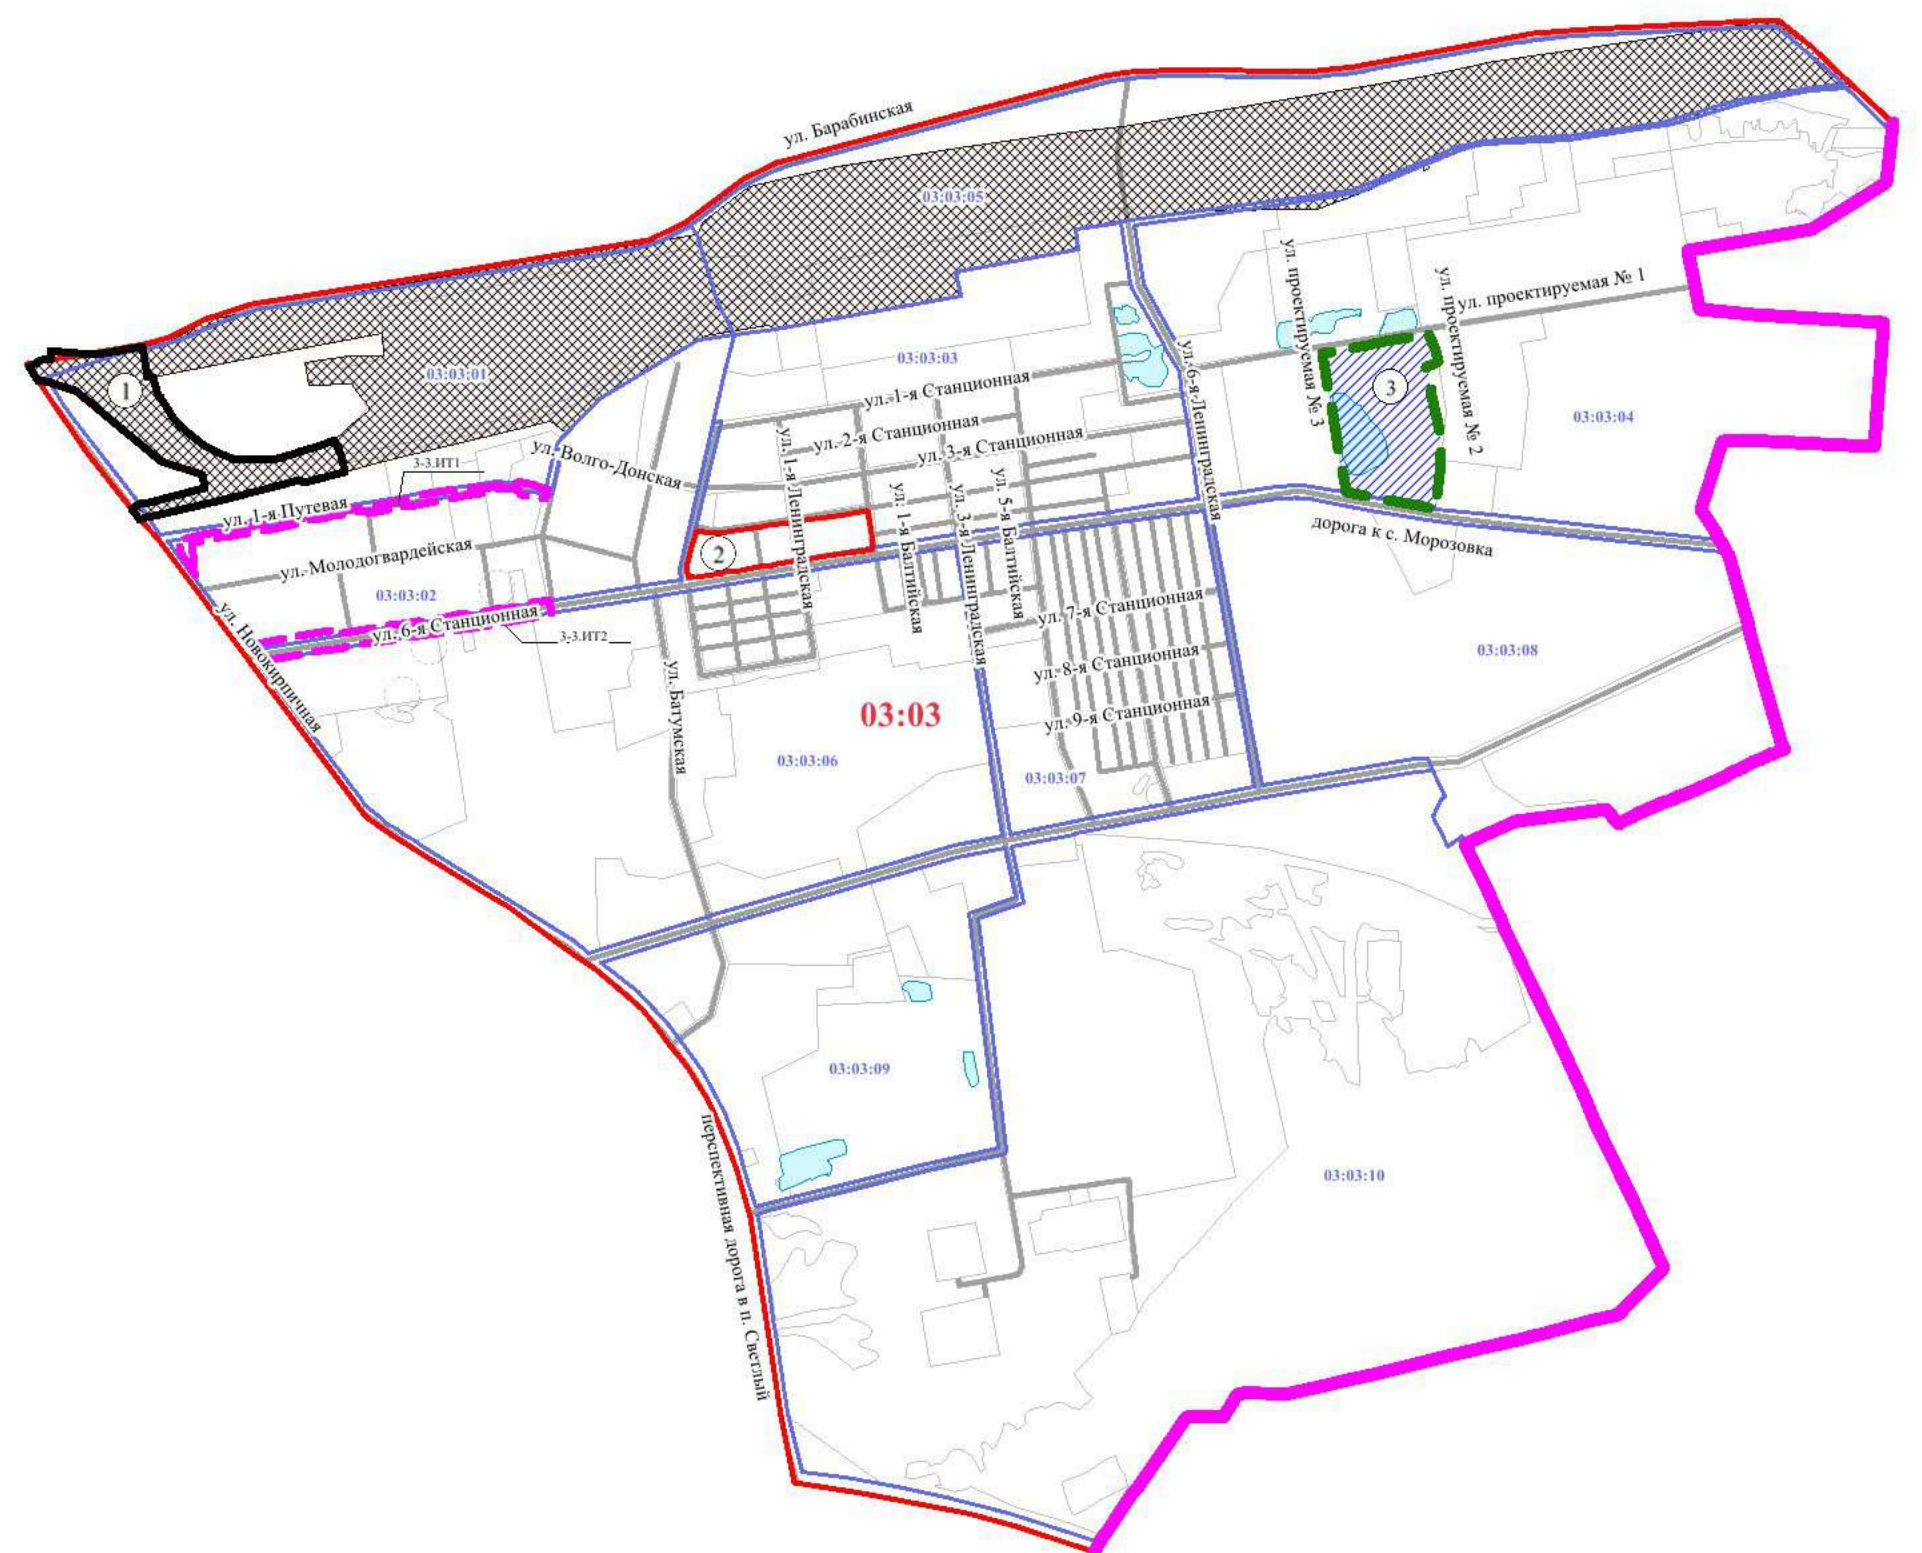 ул. Барабинская
03:03:05
ул. проектируемая № 3
ул. проектируемая № 2
ул. проектируемая № 1
03:03:01
1
03:03:03
ул. 1-я Станционная
ул. 6-я Ленинградская
3
03:03:04
ул. 2-я Станционная
ул. 3-я Станционная
ул. Волго-Донская
ул. 1-я Ленинградская
3-3.ИТ1
ул. 1-я Путевая
ул. 1-я Балтийская
ул. 3-я Ленинградская
ул. 5-я Балтийская
дорога к с. Морозовка
ул. Молодогвардейская
2
03:03:02
ул. 6-я Станционная
3-3.ИТ2
ул. Новокирпичная
ул. 7-я Станционная
ул. 8-я Станционная
ул. 9-я Станционная
03:03:08
ул. Батумская
03:03
03:03:06
03:03:07
03:03:09
перспективная дорога в п. Светлый
03:03:10